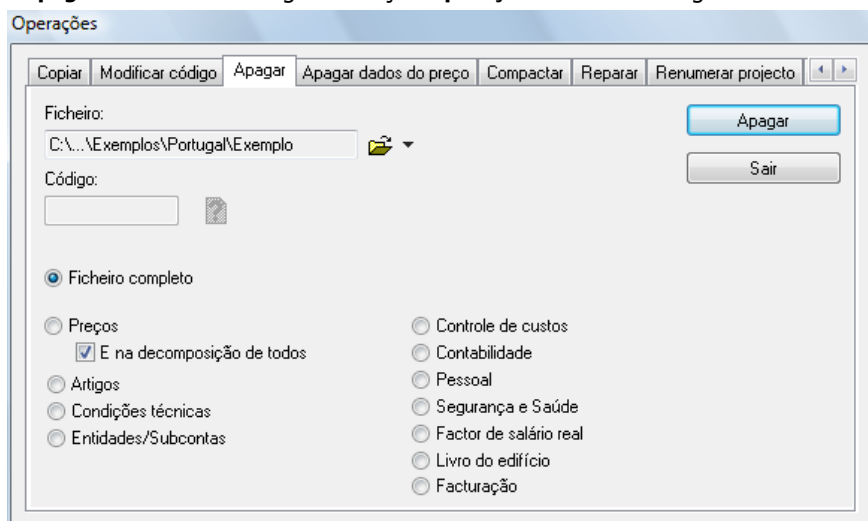 Operações
Copiar Modificar código Apagar Apagar dados do preço Compactar Reparar Renumerar projecto
Ficheiro:
C:\...\Exemplos\Portugal\Exemplo
Apagar
Código:
Sair
Ficheiro completo
Preços
E na decomposição de todos
Artigos
Condições técnicas
Entidades/Subcontas
Controle de custos
Contabilidade
Pessoal
Segurança e Saúde
Factor de salário real
Livro do edifício
Facturação